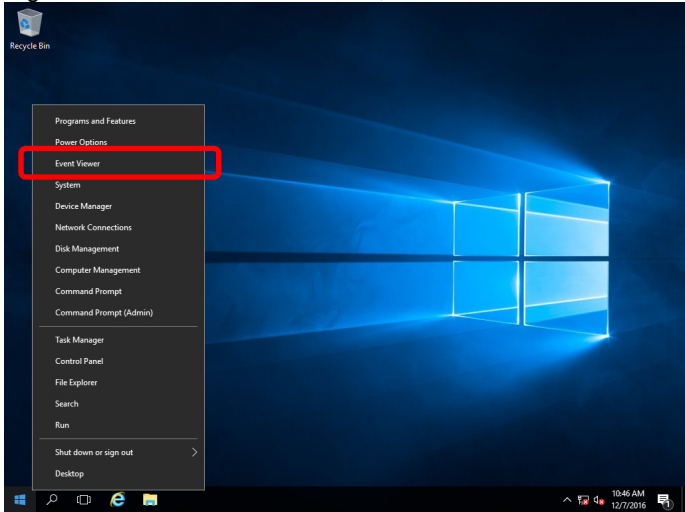 Recycle Bin
Programs and Features
Power Options
Event Viewer
System
Device Manager
Network Connections
Disk Management
Computer Management
Command Prompt
Command Prompt (Admin)
Task Manager
Control Panel
File Explorer
Search
Run
Shut down or sign out
Desktop
10:46 AM
12/7/2016
1